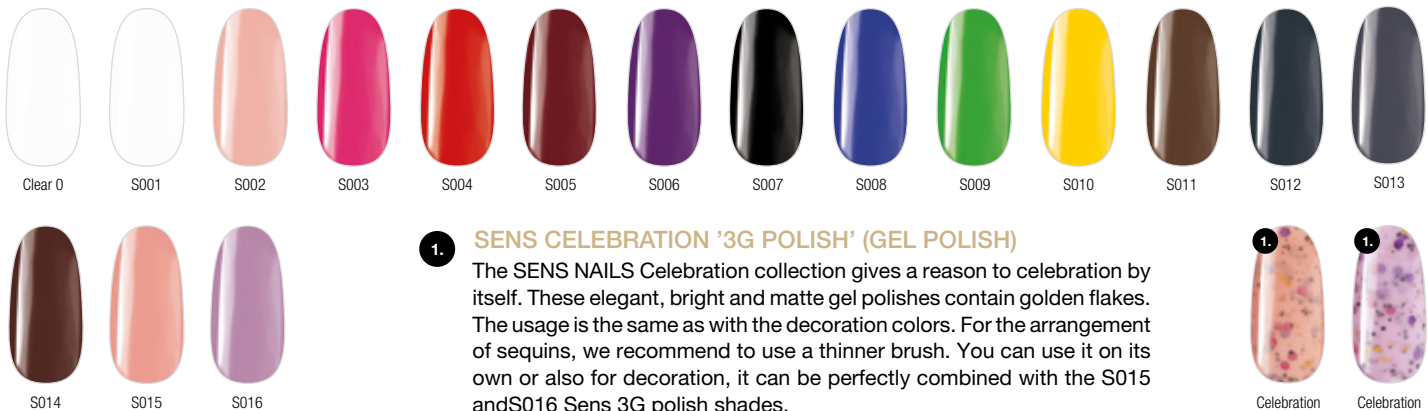 Clear 0
S001
S002
S003
S004
S005
S006
S007
S008
S009
S010
S011
S012
S013
S014
S015
S016
1.
SENS CELEBRATION ’3G POLISH’ (GEL POLISH)
The SENS NAILS Celebration collection gives a reason to celebration by
itself. These elegant, bright and matte gel polishes contain golden flakes.
The usage is the same as with the decoration colors. For the arrangement
of sequins, we recommend to use a thinner brush. You can use it on its
own or also for decoration, it can be perfectly combined with the S015
andS016 Sens 3G polish shades.
1.
Celebration
1.
Celebration